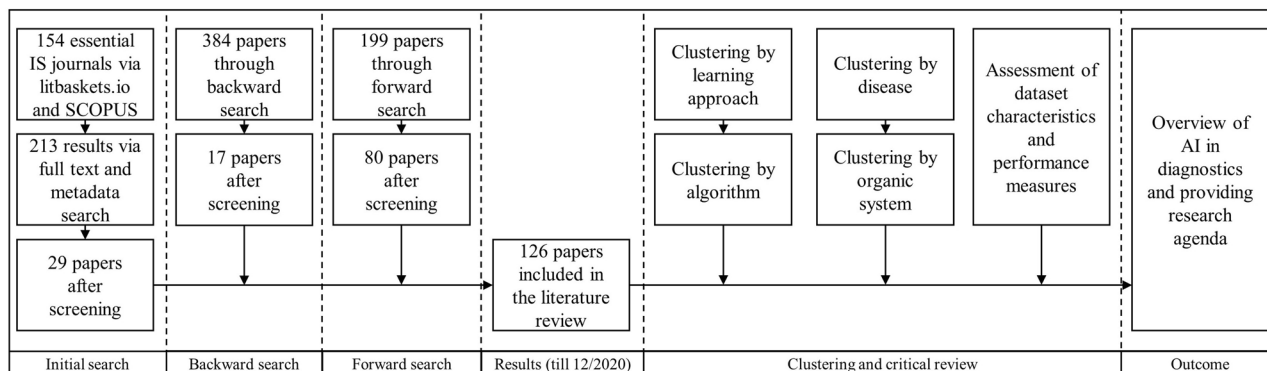 154 essential
IS journals via
litbaskets.io
and SCOPUS
213 results via
full text and
metadata
search
29 papers
after
screening
Initial search
384 papers
through
backward
search
17 papers
after
screening
Backward search
199 papers
through
forward
search
80 papers
after
screening
Forward search
126 papers
included in
the literature
review
Results (till 12/2020)
Clustering by
learning
approach
Clustering by
algorithm
Clustering by
disease
Clustering by
organic
system
Assessment of
dataset
characteristics
and
performance
measures
Clustering and critical review
Overview of
AI in
diagnostics
and providing
research
agenda
Outcome